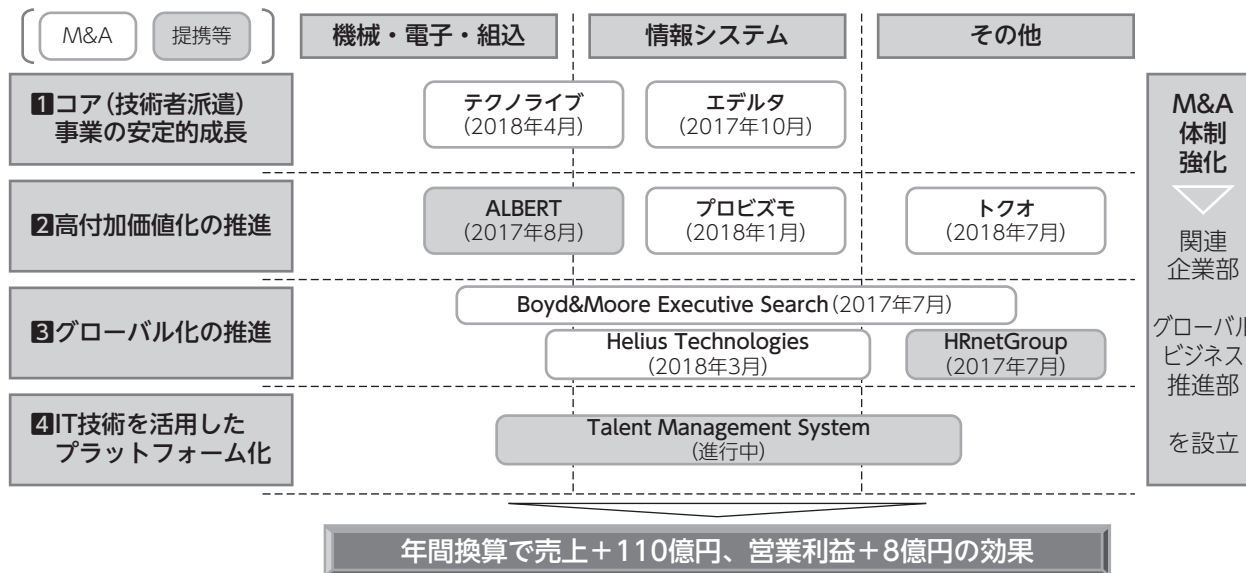 M&A
提携等
機械・電子・組込
情報システム
その他
1コア(技術者派遣)
事業の安定的成長
テクノライブ
(2018年4月)
エデルタ
(2017年10月)
2高付加価値化の推進
ALBERT
(2017年8月)
プロビズモ
(2018年1月)
トクオ
(2018年7月)
3グローバル化の推進
Boyd&Moore Executive Search(2017年7月)
Helius Technologies
(2018年3月)
HRnetGroup
(2017年7月)
4IT技術を活用した
プラットフォーム化
Talent Management System
(進行中)
M&A
体制
強化
関連
企業部
グローバル
ビジネス
推進部
を設立
年間換算で売上+110億円、営業利益+8億円の効果